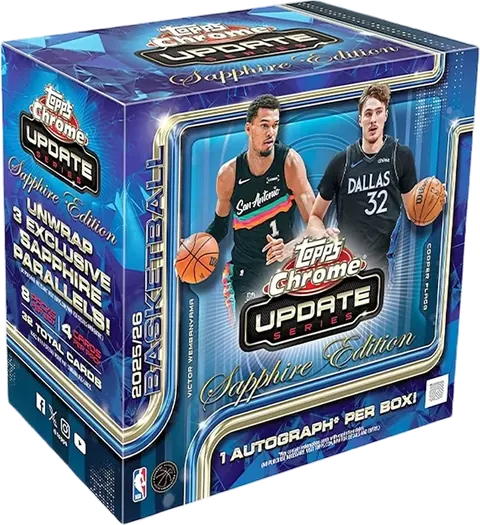 Topps
Chrome
UPDATE
SERIES
Sapphire Edition
Topps
Chrome
UPDATE
SERIES
Sapphire Edition
UNWRAP
3 EXCLUSIVE
SAPPHIRE
PARALLELS!
8
4 CARDS
32 TOTAL CARDS
2025/26
BASKETBALL
San Antonio
1
DALLAS
32
VICTOR WEMBANYAMA
COOPER FLAGG
Topps
Chrome
UPDATE
SERIES
Sapphire Edition
1 AUTOGRAPH* PER BOX!
NBA